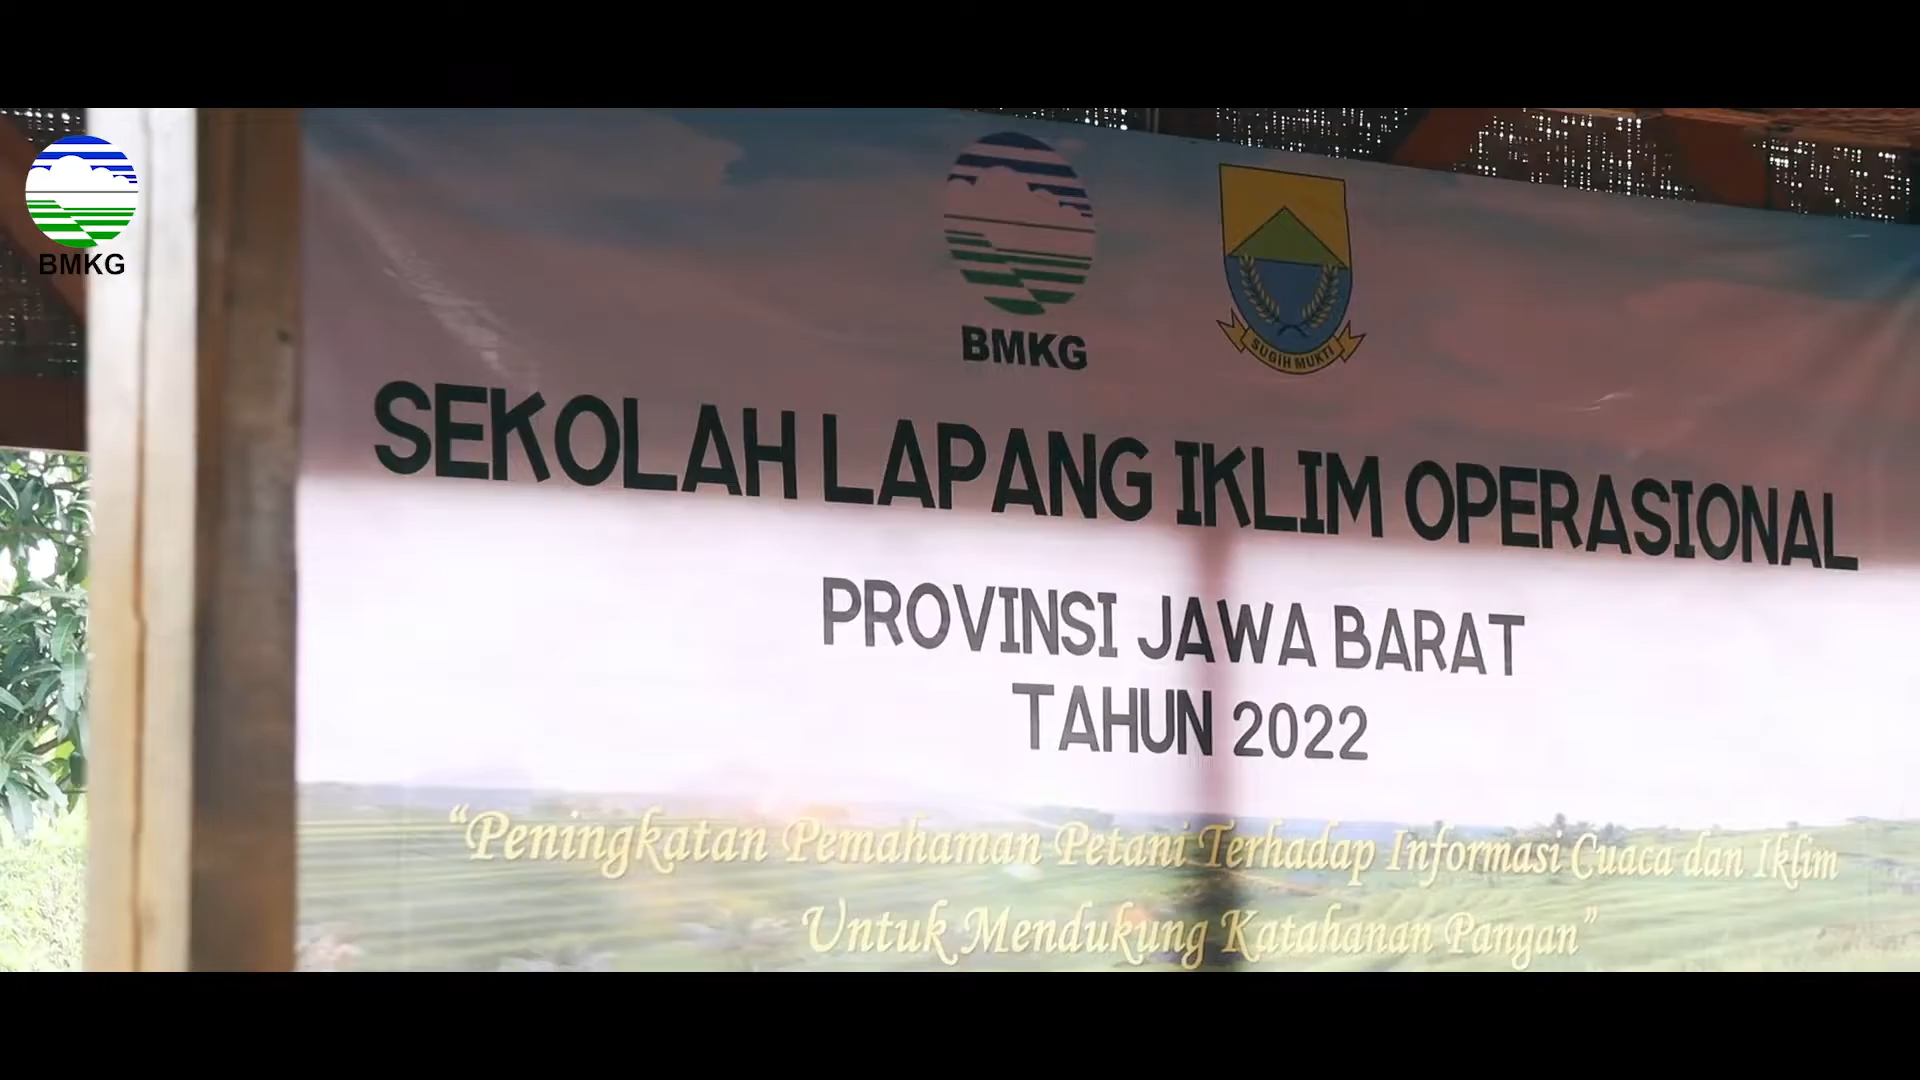 BMKG
BMKG
SUGIH MUKTI
SEKOLAH LAPANG IKLIM OPERASIONAL
PROVINSI JAWA BARAT
TAHUN 2022
“Peningkatan Pemahaman Petani Terhadap Informasi Cuaca dan Iklim
Untuk Mendukung Katahanan Pangan”